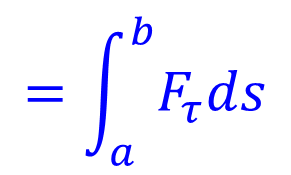 = ∫_a^b F_τ ds